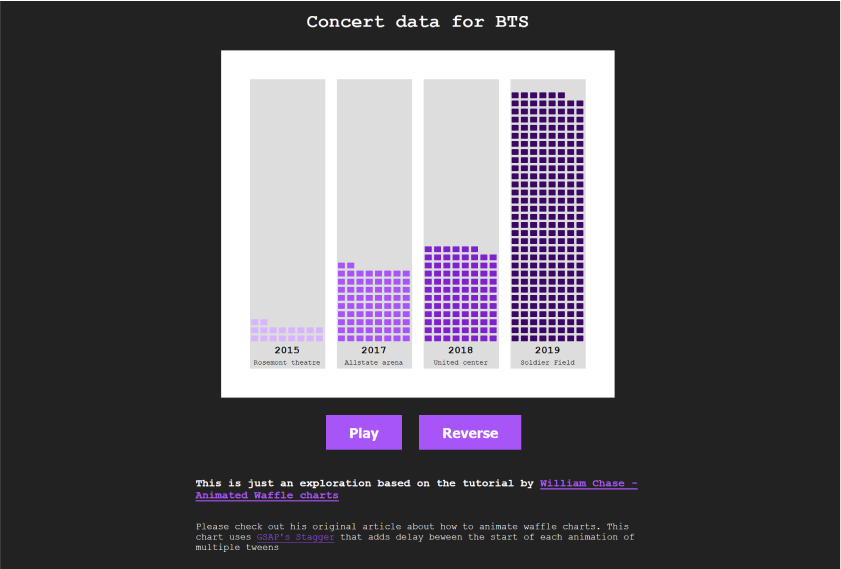 Concert data for BTS
2015
Rosemont theatre
2017
Allstate arena
2018
United center
2019
Soldier Field
Play
Reverse
This is just an exploration based on the tutorial by William Chase -
Animated Waffle charts
Please check out his original article about how to animate waffle charts. This
chart uses GSAP's Stagger that adds delay beween the start of each animation of
multiple tweens